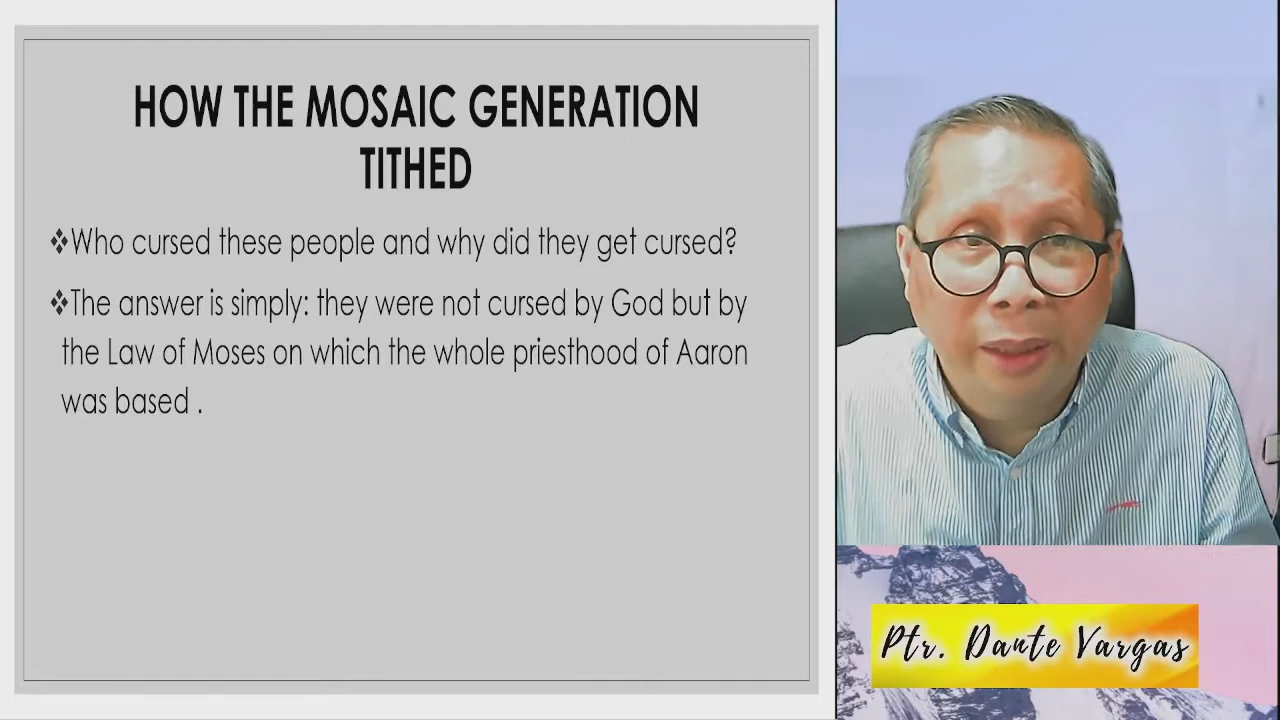 HOW THE MOSAIC GENERATION
TITHED
❖Who cursed these people and why did they get cursed?
❖The answer is simply: they were not cursed by God but by
the Law of Moses on which the whole priesthood of Aaron
was based .
Ptr. Dante Vargas